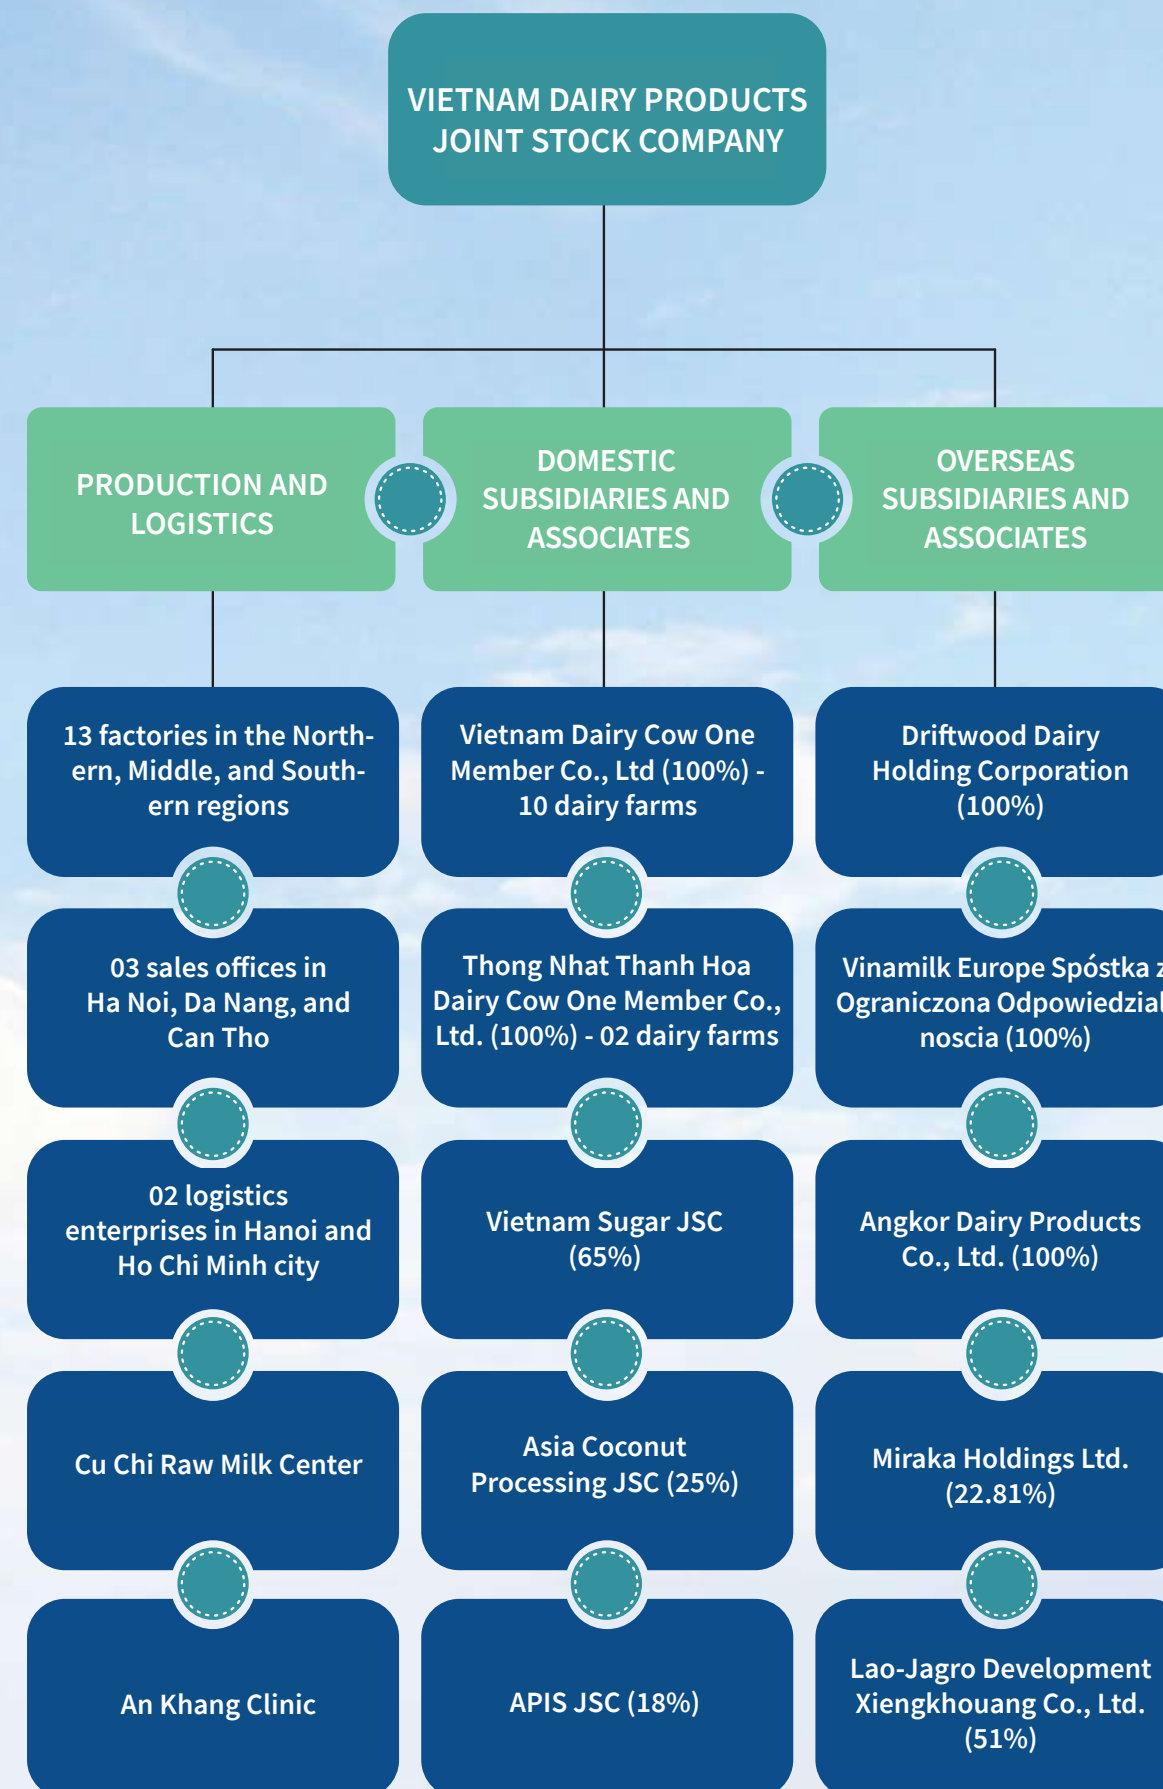 VIETNAM DAIRY PRODUCTS
JOINT STOCK COMPANY
PRODUCTION AND
LOGISTICS
DOMESTIC
SUBSIDIARIES AND
ASSOCIATES
OVERSEAS
SUBSIDIARIES AND
ASSOCIATES
13 factories in the North-
ern, Middle, and South-
ern regions
03 sales offices in
Ha Noi, Da Nang, and
Can Tho
02 logistics
enterprises in Hanoi and
Ho Chi Minh city
Cu Chi Raw Milk Center
An Khang Clinic
Vietnam Dairy Cow One
Member Co., Ltd (100%) -
10 dairy farms
Thong Nhat Thanh Hoa
Dairy Cow One Member Co.,
Ltd. (100%) - 02 dairy farms
Vietnam Sugar JSC
(65%)
Asia Coconut
Processing JSC (25%)
APIS JSC (18%)
Driftwood Dairy
Holding Corporation
(100%)
Vinamilk Europe Spóstka z
Ograniczona Odpowiedzial
noscia (100%)
Angkor Dairy Products
Co., Ltd. (100%)
Miraka Holdings Ltd.
(22.81%)
Lao-Jagro Development
Xiengkhouang Co., Ltd.
(51%)